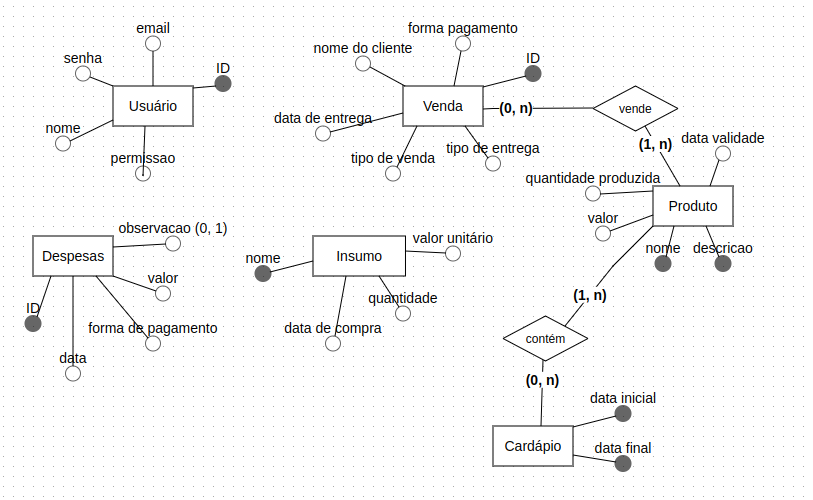 email
senha
ID
Usuário
nome
permissao
forma pagamento
nome do cliente
ID
Venda
(0, n)
vende
data de entrega
tipo de venda
tipo de entrega
(1, n)
data validade
quantidade produzida
Produto
valor
nome
descricao
observacao (0, 1)
Despesas
valor
ID
forma de pagamento
data
Insumo
valor unitário
nome
quantidade
data de compra
(1, n)
contém
(0, n)
data inicial
Cardápio
data final